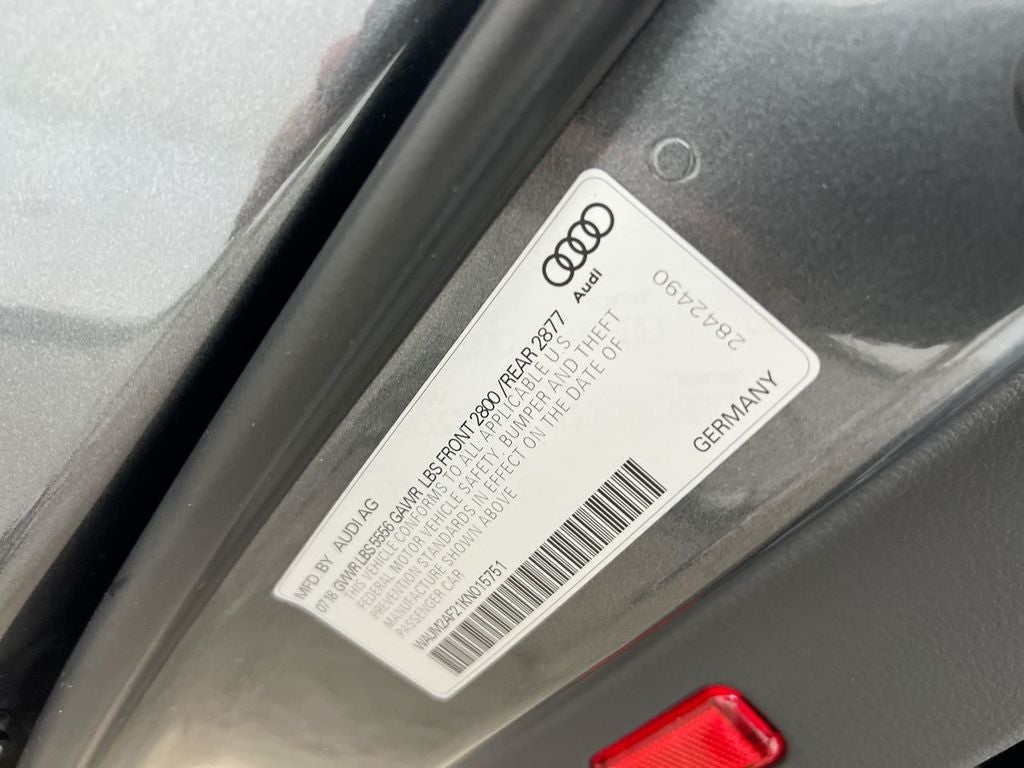 Audi
MFD BY AUDI AG
07/18 GWVR LBS 5556 GAWR LBS FRONT 2800 / REAR 2877
THIS VEHICLE CONFORMS TO ALL APPLICABLE U.S.
FEDERAL MOTOR VEHICLE SAFETY, BUMPER AND THEFT
PREVENTION STANDARDS IN EFFECT ON THE DATE OF
MANUFACTURE SHOWN ABOVE
PASSENGER CAR
WAUM2AF21KN015751
2842490
GERMANY